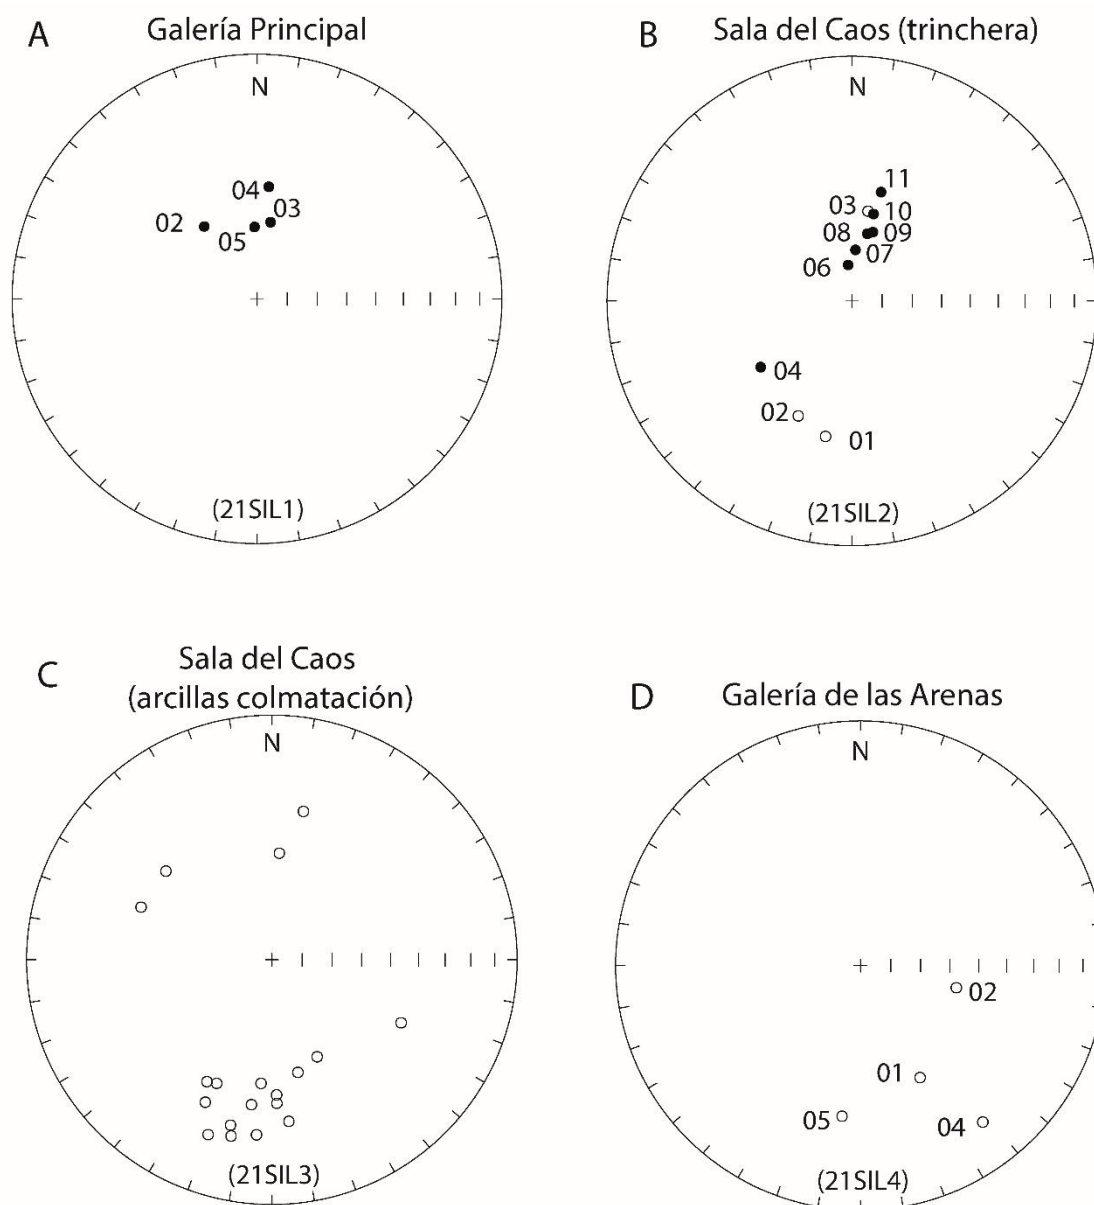 A
Galería Principal
N
04
03
02
05
(21SIL1)
B
Sala del Caos (trinchera)
N
11
03
10
08
09
07
06
04
02
01
(21SIL2)
C
Sala del Caos
(arcillas colmatación)
N
(21SIL3)
D
Galería de las Arenas
N
02
01
05
04
(21SIL4)